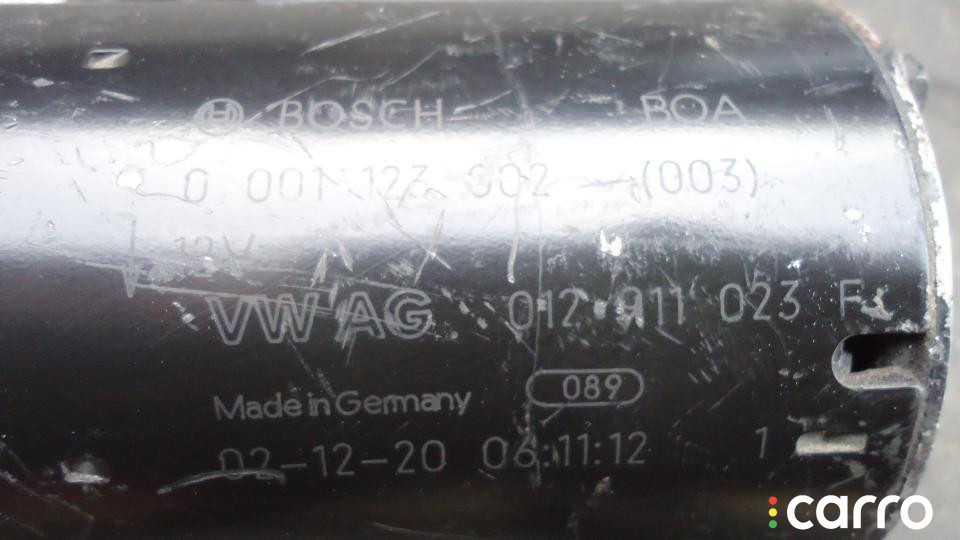 BOSCH BOA
0 001 123 002 (003)
12V
VW AG 012 911 023 F
Made in Germany 089
02-12-20 06:11:12 1
carro